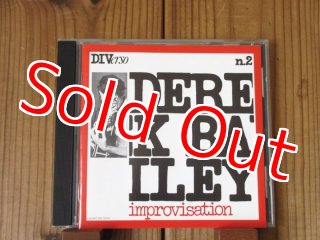 DIVerso n.2
DERE
K BA
ILEY
improvisation
Sold Out